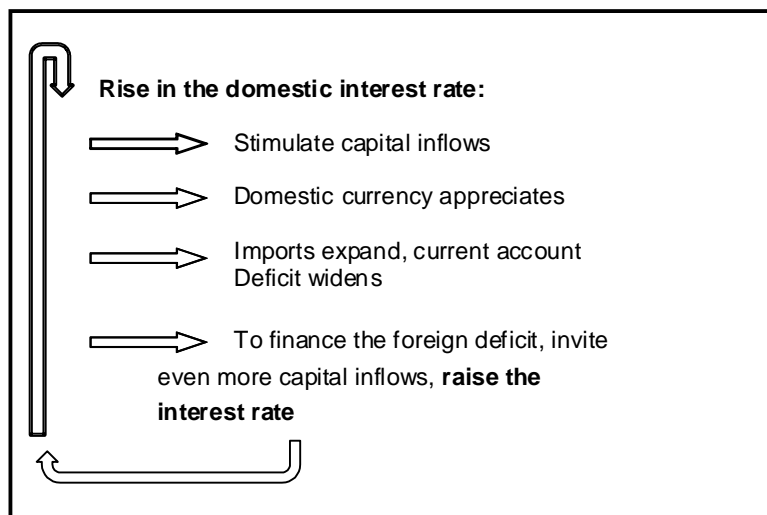 Rise in the domestic interest rate:
Stimulate capital inflows
Domestic currency appreciates
Imports expand, current account
Deficit widens
To finance the foreign deficit, invite
even more capital inflows, raise the
interest rate